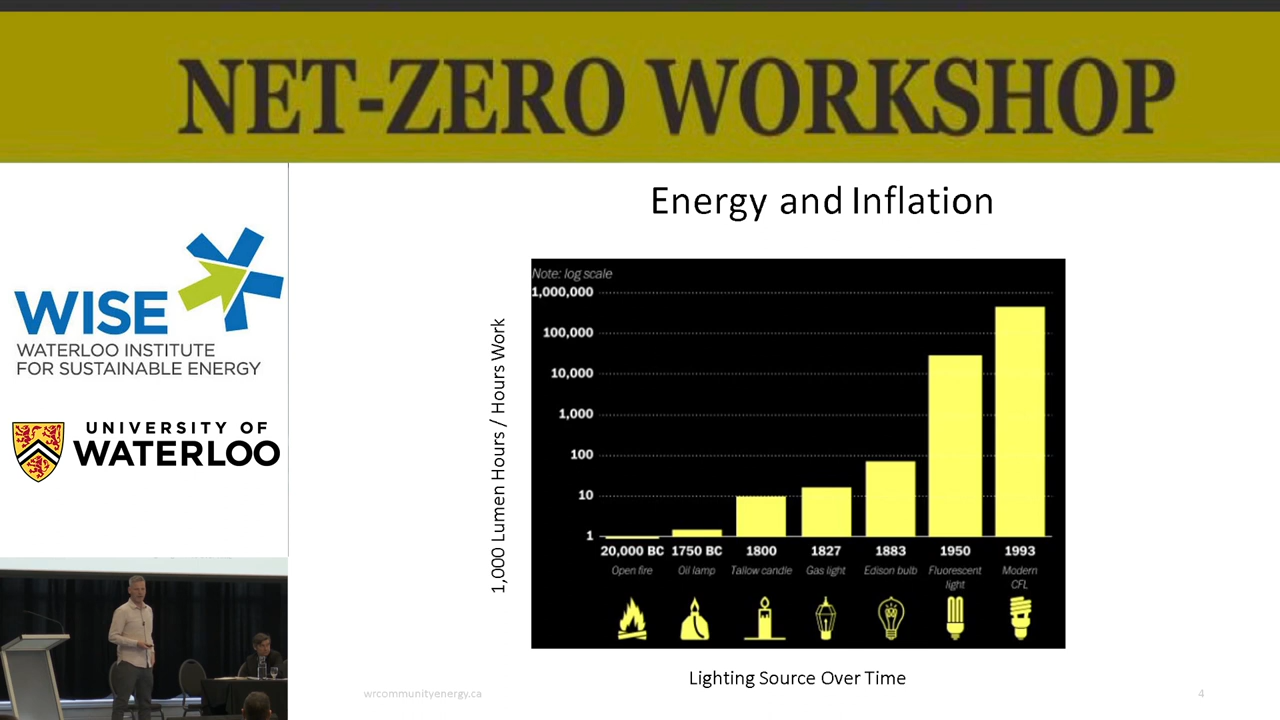 NET-ZERO WORKSHOP
WISE
WATERLOO INSTITUTE
FOR SUSTAINABLE ENERGY
UNIVERSITY OF
WATERLOO
Energy and Inflation
Note: log scale
1,000,000
100,000
10,000
1,000
100
10
1
1,000 Lumen Hours / Hours Work
20,000 BC 1750 BC 1800 1827 1883 1950 1993
Open fire Oil lamp Tallow candle Gas light Edison bulb Fluorescent light Modern CFL
Lighting Source Over Time
wrcommunityenergy.ca
4